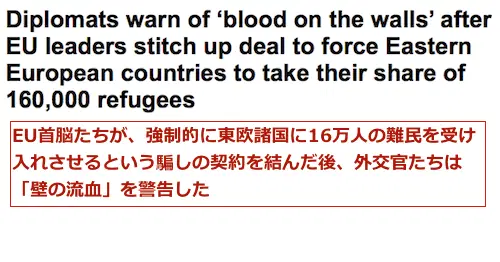 Diplomats warn of ‘blood on the walls’ after
EU leaders stitch up deal to force Eastern
European countries to take their share of
160,000 refugees
EU首脳たちが、強制的に東欧諸国に16万人の難民を受け
入れさせるという騙しの契約を結んだ後、外交官たちは
「壁の流血」を警告した